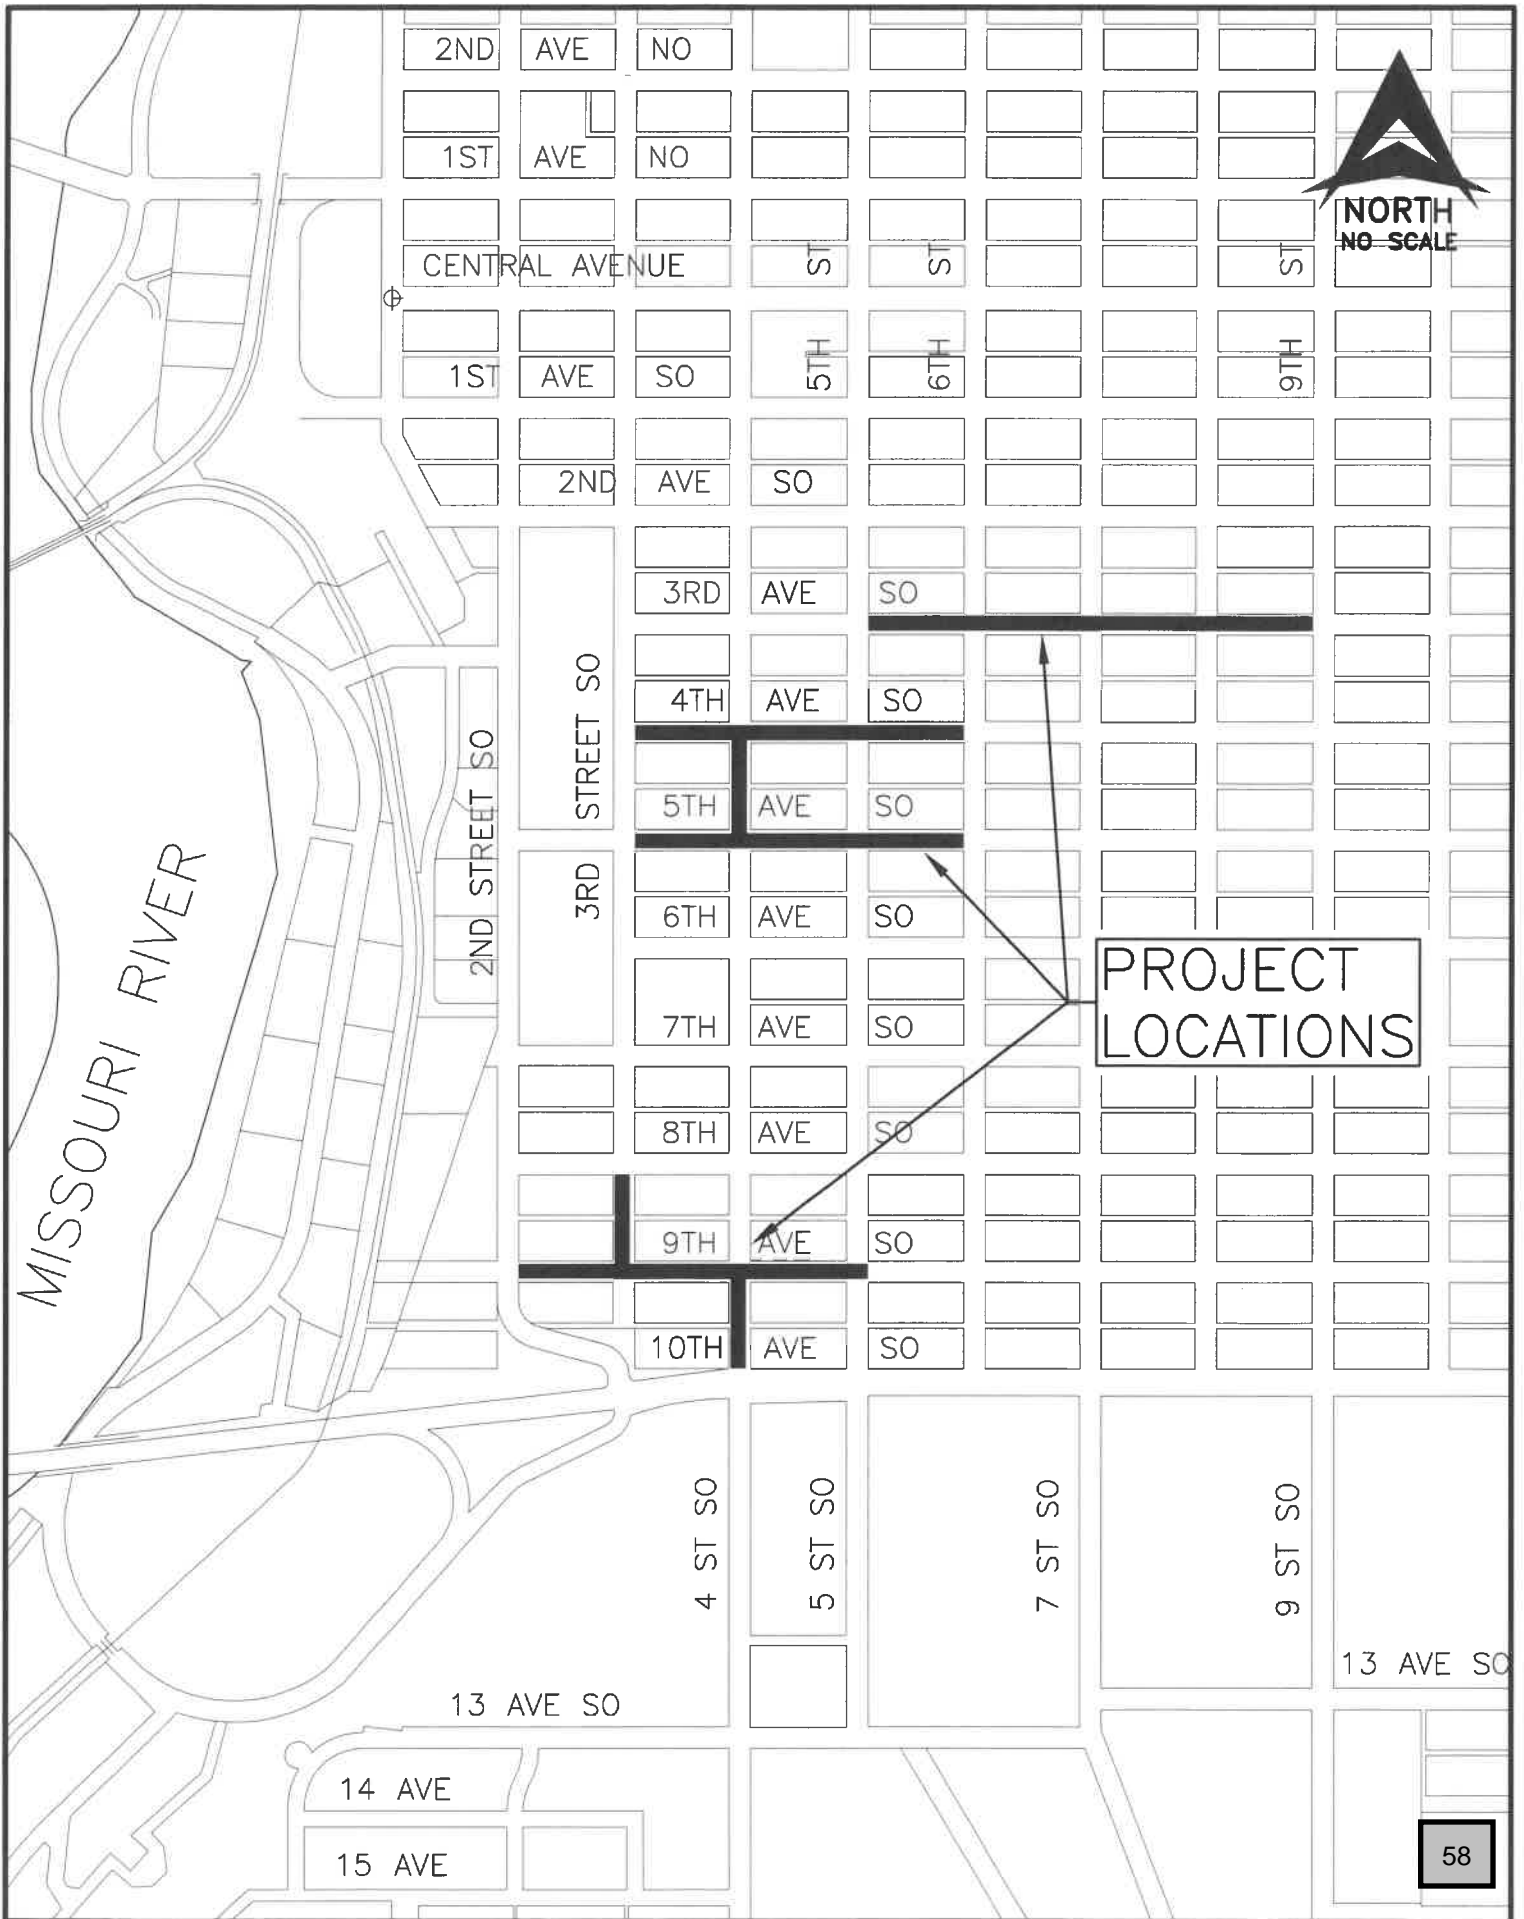 2ND AVE NO
1ST AVE NO
NORTH
NO SCALE
CENTRAL AVENUE
5TH ST
6TH ST
9TH ST
1ST AVE SO
2ND AVE SO
3RD AVE SO
4TH AVE SO
3RD STREET SO
2ND STREET SO
5TH AVE SO
MISSOURI RIVER
6TH AVE SO
PROJECT
LOCATIONS
7TH AVE SO
8TH AVE SO
9TH AVE SO
10TH AVE SO
4 ST SO
5 ST SO
7 ST SO
9 ST SO
13 AVE SO
13 AVE SO
14 AVE
15 AVE
58